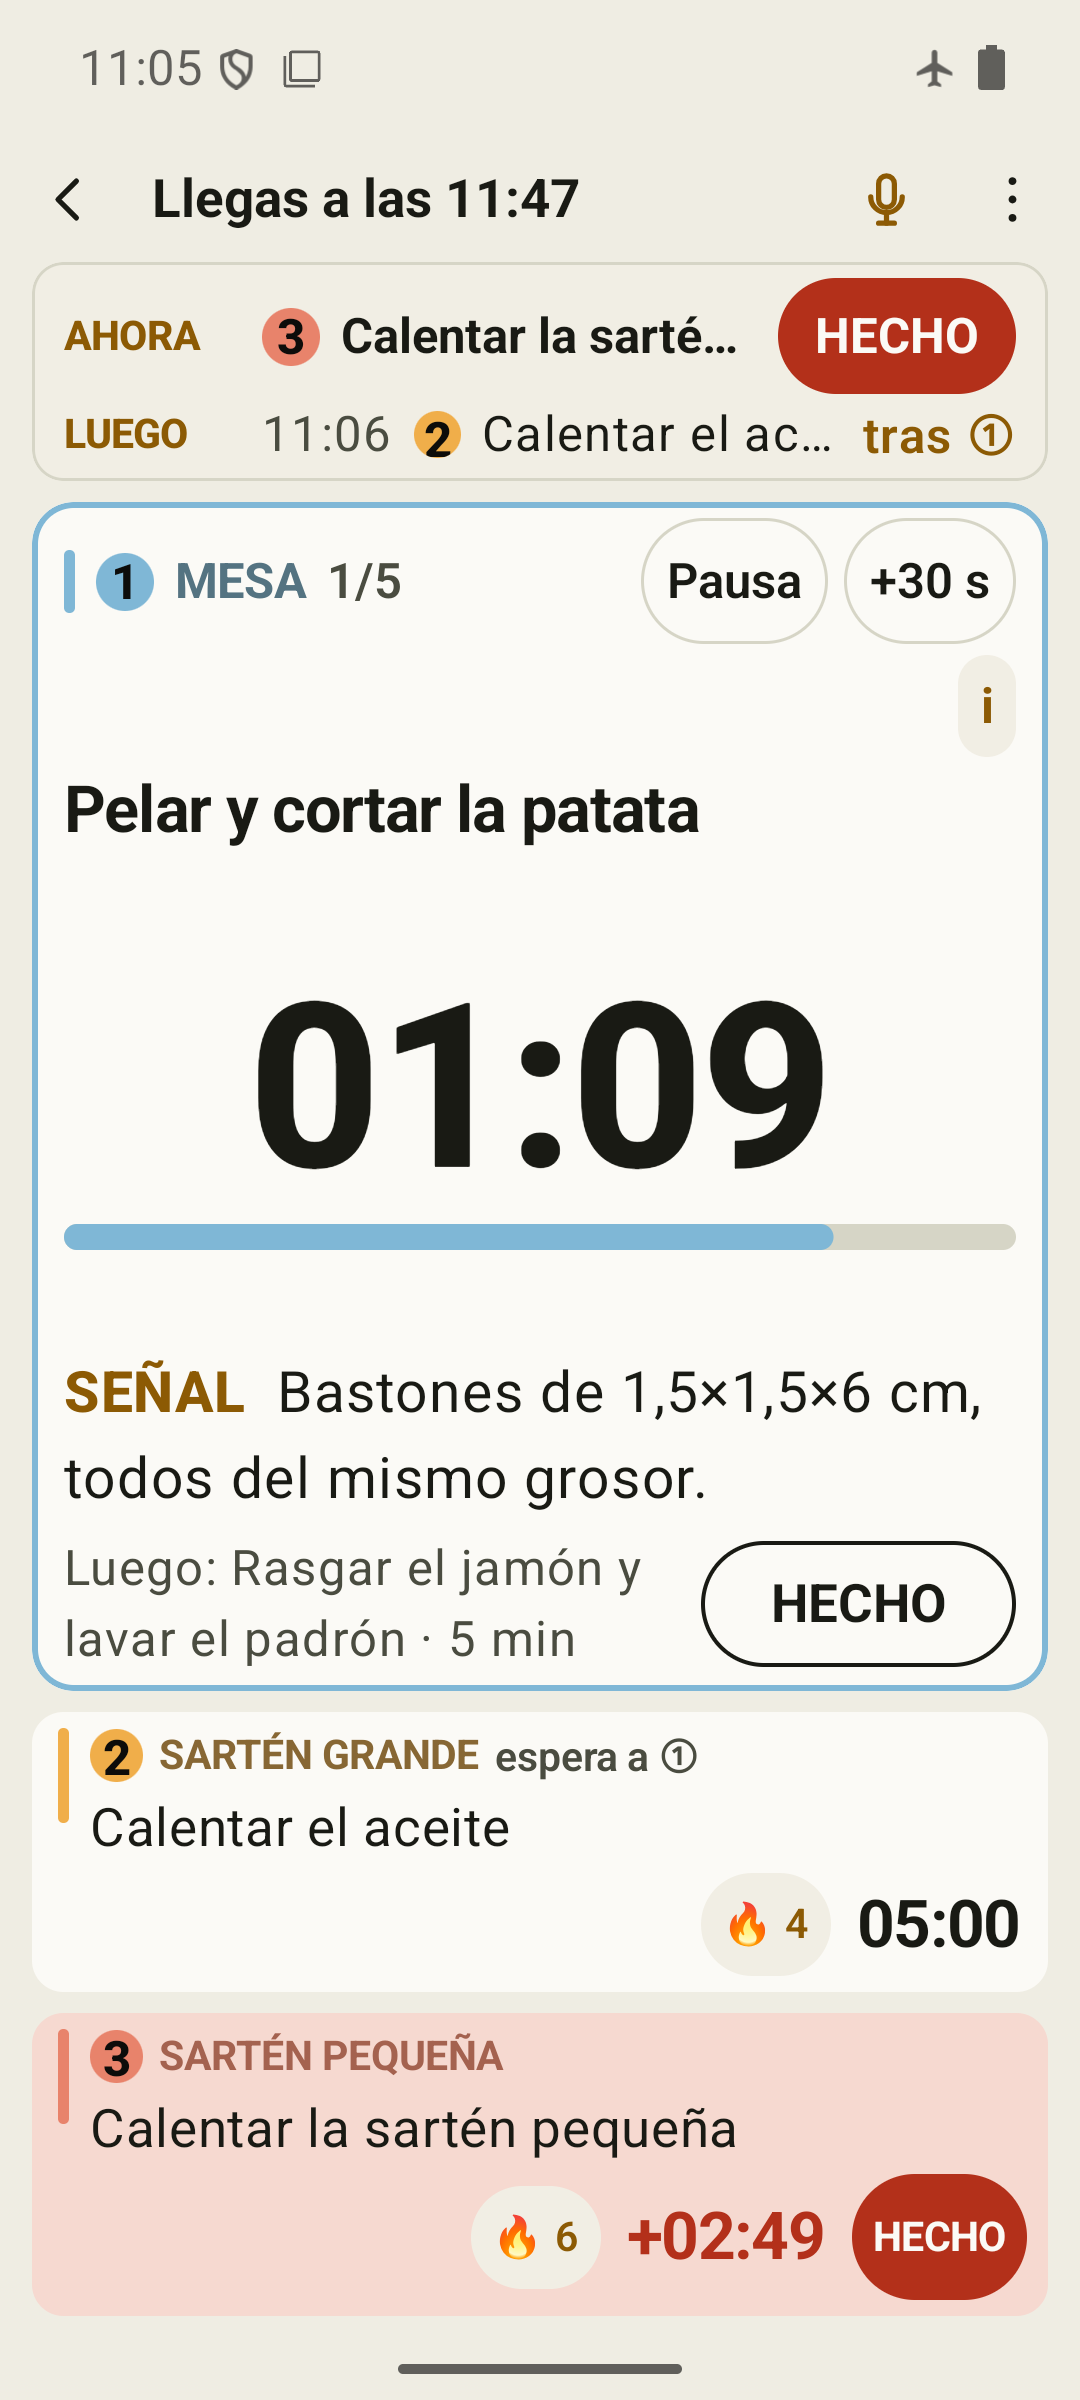 11:05
Llegas a las 11:47
AHORA 3 Calentar la sarté... HECHO
LUEGO 11:06 2 Calentar el ac... tras ①
1 MESA 1/5 Pausa +30 s
i
Pelar y cortar la patata
01:09
SEÑAL Bastones de 1,5×1,5×6 cm,
todos del mismo grosor.
Luego: Rasgar el jamón y
lavar el padrón · 5 min
HECHO
2 SARTÉN GRANDE espera a ①
Calentar el aceite
🔥 4 05:00
3 SARTÉN PEQUEÑA
Calentar la sartén pequeña
🔥 6 +02:49 HECHO